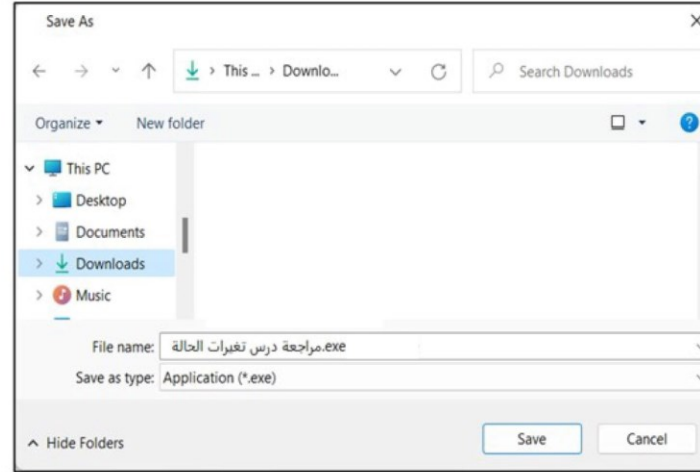 Save As
This ... › Downlo...
Search Downloads
Organize
New folder
?
This PC
Desktop
Documents
Downloads
Music
File name: مراجعة درس تغيرات الحالة.exe
Save as type: Application (*.exe)
Hide Folders
Save
Cancel